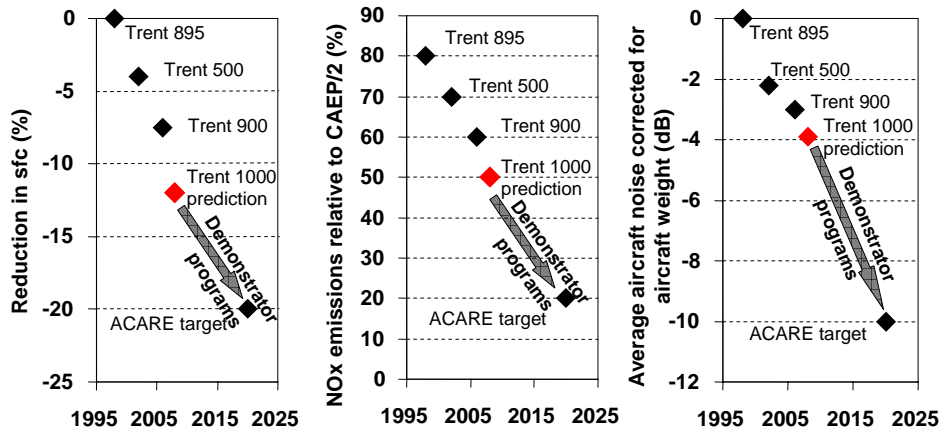 Reduction in sfc (%)
0
-5
-10
-15
-20
-25
Trent 895
Trent 500
Trent 900
Trent 1000
prediction
Demonstrator
programs
ACARE target
1995 2005 2015 2025
NOx emissions relative to CAEP/2 (%)
90
80
70
60
50
40
30
20
10
0
Trent 895
Trent 500
Trent 900
Trent 1000
prediction
Demonstrator
programs
ACARE target
1995 2005 2015 2025
Average aircraft noise corrected for
aircraft weight (dB)
0
-2
-4
-6
-8
-10
-12
Trent 895
Trent 500
Trent 900
Trent 1000
prediction
Demonstrator
programs
ACARE target
1995 2005 2015 2025